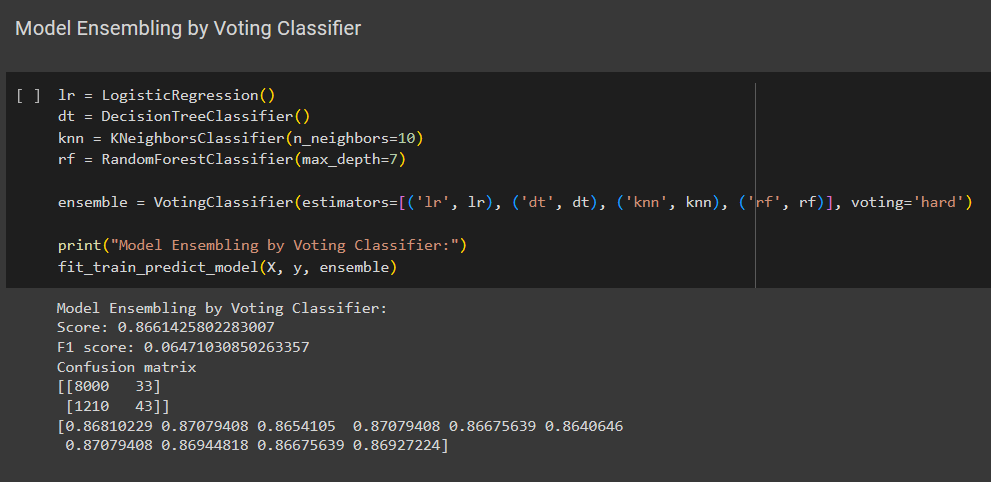 Model Ensembling by Voting Classifier
[ ] lr = LogisticRegression()
dt = DecisionTreeClassifier()
knn = KNeighborsClassifier(n_neighbors=10)
rf = RandomForestClassifier(max_depth=7)
ensemble = VotingClassifier(estimators=[('lr', lr), ('dt', dt), ('knn', knn), ('rf', rf)], voting='hard')
print("Model Ensembling by Voting Classifier:")
fit_train_predict_model(X, y, ensemble)
Model Ensembling by Voting Classifier:
Score: 0.8661425802283007
F1 score: 0.06471030850263357
Confusion matrix
[[8000   33]
 [1210   43]]
[0.86810229 0.87079408 0.8654105  0.87079408 0.86675639 0.8640646
 0.87079408 0.86944818 0.86675639 0.86927224]